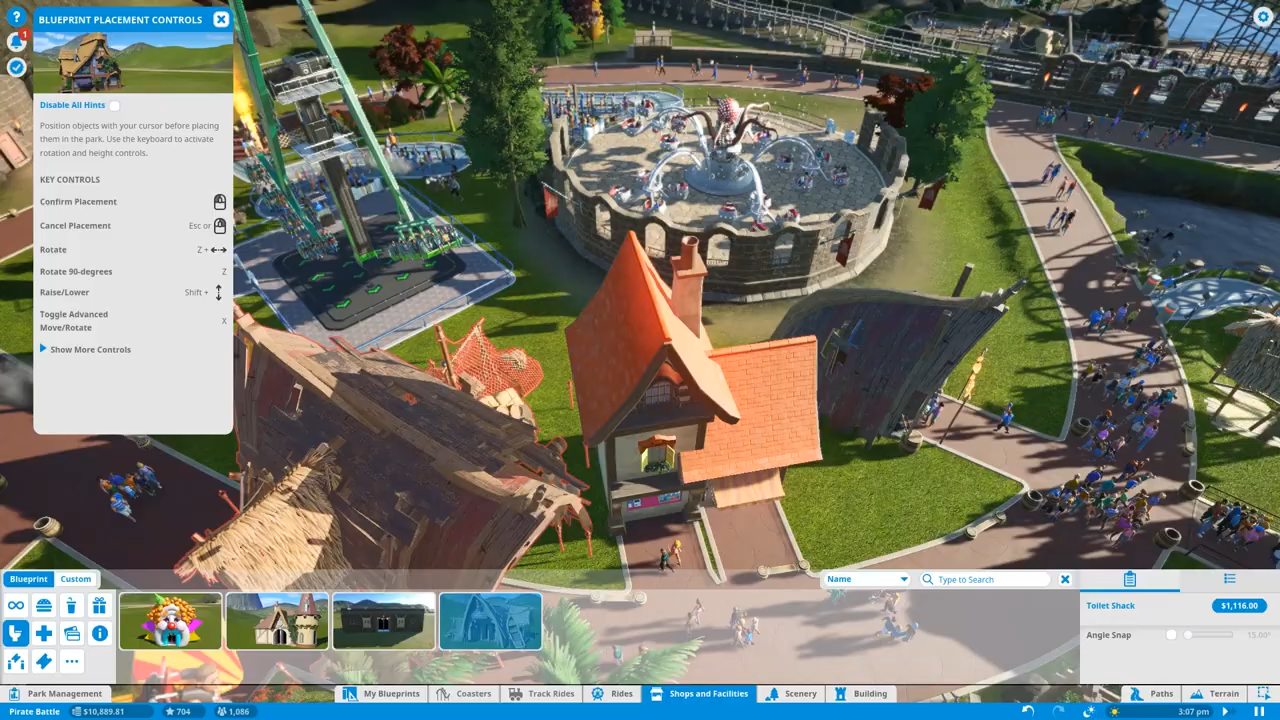 BLUEPRINT PLACEMENT CONTROLS
1
Disable All Hints
Position objects with your cursor before placing
them in the park. Use the keyboard to activate
rotation and height controls.
KEY CONTROLS
Confirm Placement
Cancel Placement Esc or
Rotate Z +
Rotate 90-degrees Z
Raise/Lower Shift +
Toggle Advanced
Move/Rotate X
Show More Controls
Blueprint Custom
Name
Type to Search
Toilet Shack $1,116.00
Angle Snap 15.00°
Park Management
My Blueprints
Coasters
Track Rides
Rides
Shops and Facilities
Scenery
Building
Paths
Terrain
Pirate Battle $10,889.81 704 1,086 3:07 pm